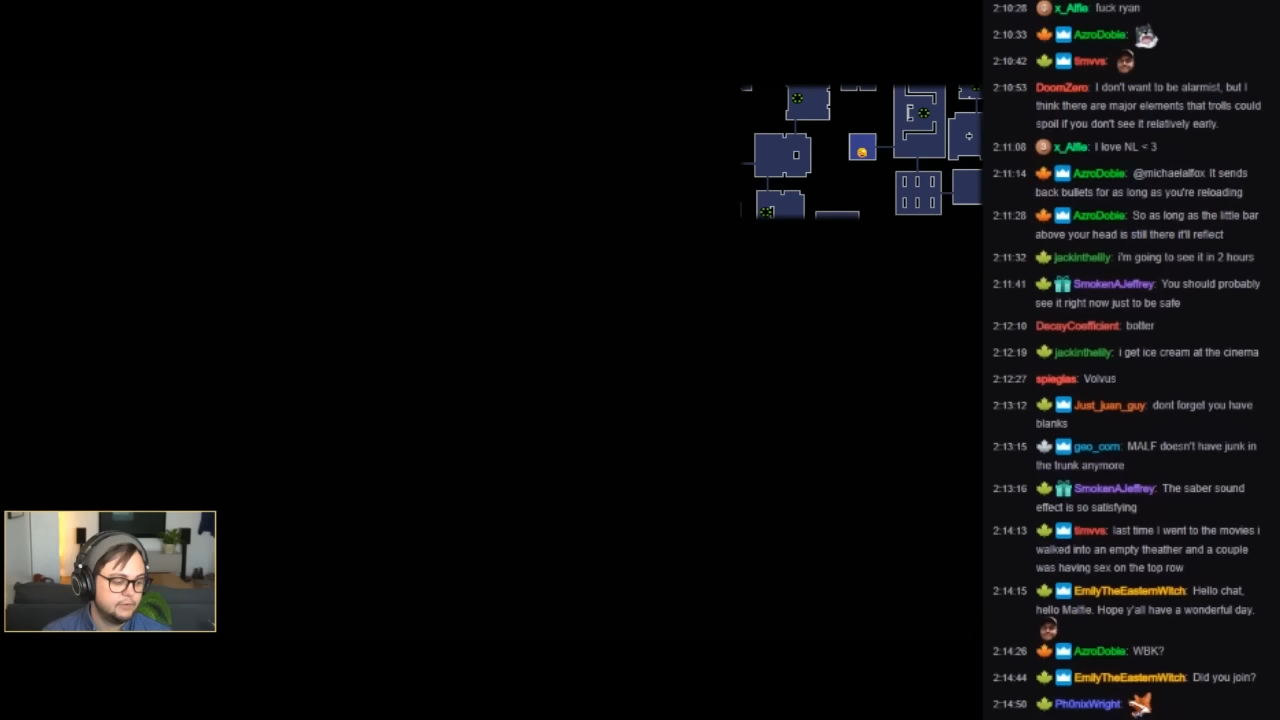 2:10:28 x_Alfie: fuck ryan
2:10:33 AzroDobie:
2:10:42 timvvs:
2:10:53 DoomZero: I don't want to be alarmist, but I
think there are major elements that trolls could
spoil if you don't see it relatively early.
2:11:08 x_Alfie: I love NL < 3
2:11:14 AzroDobie: @michaelalfox It sends
back bullets for as long as you're reloading
2:11:28 AzroDobie: So as long as the little bar
above your head is still there it'll reflect
2:11:32 jackinthelily: i'm going to see it in 2 hours
2:11:41 SmokenAJeffrey: You should probably
see it right now just to be safe
2:12:10 DecayCoefficient: bolter
2:12:19 jackinthelily: i get ice cream at the cinema
2:12:27 spieglas: Volvus
2:13:12 Just_juan_guy: dont forget you have
blanks
2:13:15 geo_corn: MALF doesn't have junk in
the trunk anymore
2:13:16 SmokenAJeffrey: The saber sound
effect is so satisfying
2:14:13 timvvs: last time I went to the movies i
walked into an empty theather and a couple
was having sex on the top row
2:14:15 EmilyTheEasternWitch: Hello chat,
hello Malfie. Hope y'all have a wonderful day.
2:14:26 AzroDobie: WBK?
2:14:44 EmilyTheEasternWitch: Did you join?
2:14:50 Ph0nixWright: